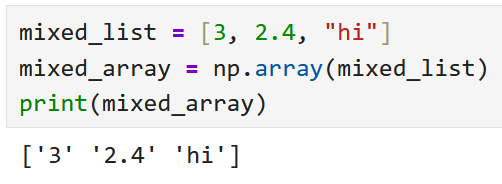 mixed_list = [3, 2.4, "hi"]
mixed_array = np.array(mixed_list)
print(mixed_array)
['3' '2.4' 'hi']